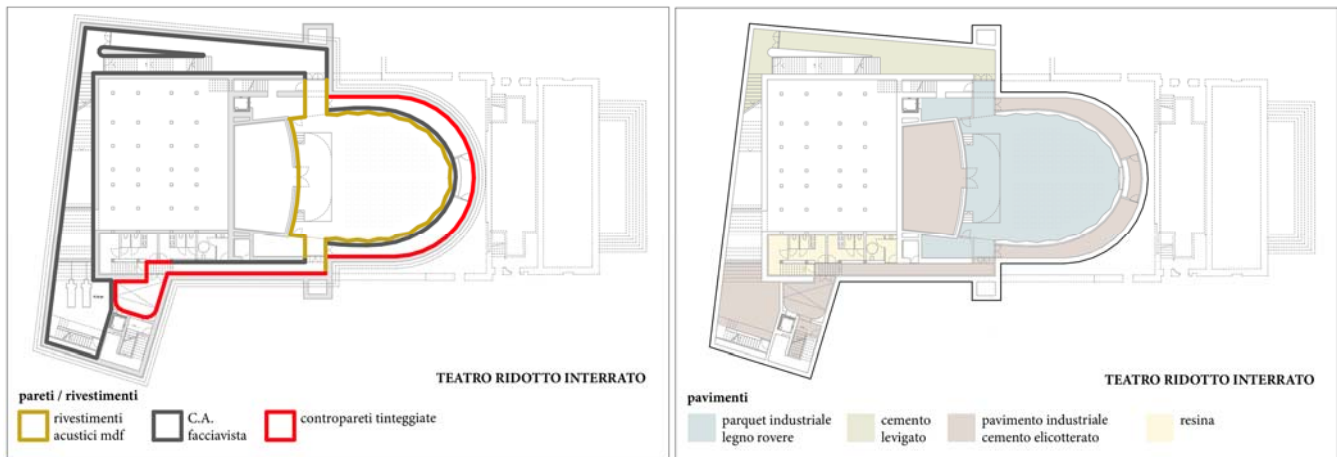 TEATRO RIDOTTO INTERRATO
pareti / rivestimenti
rivestimenti
acustici mdf
C.A.
facciavista
contropareti tinteggiate
TEATRO RIDOTTO INTERRATO
pavimenti
parquet industriale
legno rovere
cemento
levigato
pavimento industriale
cemento elicotterato
resina